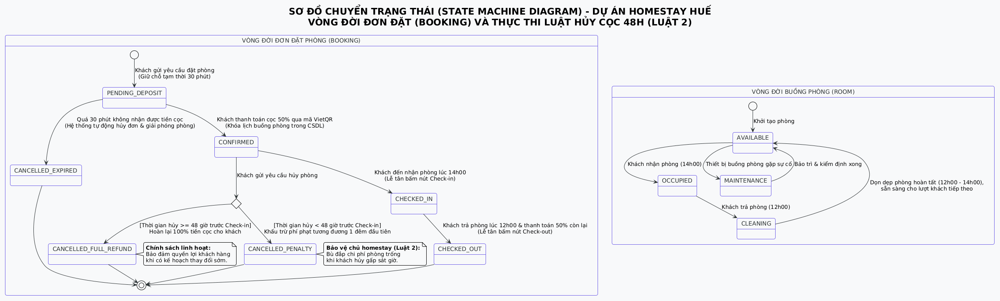 SƠ ĐỒ CHUYỂN TRẠNG THÁI (STATE MACHINE DIAGRAM) - DỰ ÁN HOMESTAY HUẾ
VÒNG ĐỜI ĐƠN ĐẶT (BOOKING) VÀ THỰC THI LUẬT HỦY CỌC 48H (LUẬT 2)
VÒNG ĐỜI ĐƠN ĐẶT PHÒNG (BOOKING)
Khách gửi yêu cầu đặt phòng
(Giữ chỗ tạm thời 30 phút)
PENDING_DEPOSIT
Quá 30 phút không nhận được tiền cọc
(Hệ thống tự động hủy đơn & giải phóng phòng)
Khách thanh toán cọc 50% qua mã VietQR
(Khóa lịch buồng phòng trong CSDL)
CONFIRMED
CANCELLED_EXPIRED
Khách gửi yêu cầu hủy phòng
Khách đến nhận phòng lúc 14h00
(Lễ tân bấm nút Check-in)
CHECKED_IN
[Thời gian hủy >= 48 giờ trước Check-in]
Hoàn lại 100% tiền cọc cho khách
[Thời gian hủy < 48 giờ trước Check-in]
Khấu trừ phí phạt tương đương 1 đêm đầu tiên
Khách trả phòng lúc 12h00 & thanh toán 50% còn lại
(Lễ tân bấm nút Check-out)
CANCELLED_FULL_REFUND
Chính sách linh hoạt:
Bảo đảm quyền lợi khách hàng
khi có kế hoạch thay đổi sớm.
CANCELLED_PENALTY
Bảo vệ chủ homestay (Luật 2):
Bù đắp chi phí phòng trống
khi khách hủy gấp sát giờ.
CHECKED_OUT
VÒNG ĐỜI BUỒNG PHÒNG (ROOM)
Khởi tạo phòng
AVAILABLE
Khách nhận phòng (14h00)
Thiết bị buồng phòng gặp sự cố
Bảo trì & kiểm định xong
OCCUPIED
MAINTENANCE
Dọn dẹp phòng hoàn tất (12h00 - 14h00),
sẵn sàng cho lượt khách tiếp theo
Khách trả phòng (12h00)
CLEANING